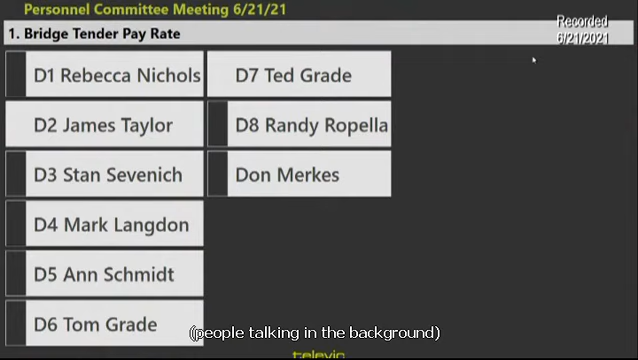 Personnel Committee Meeting 6/21/21
Recorded
6/21/2021
1. Bridge Tender Pay Rate
D1 Rebecca Nichols
D2 James Taylor
D3 Stan Sevenich
D4 Mark Langdon
D5 Ann Schmidt
D6 Tom Grade
D7 Ted Grade
D8 Randy Ropella
Don Merkes
(people talking in the background)
televic